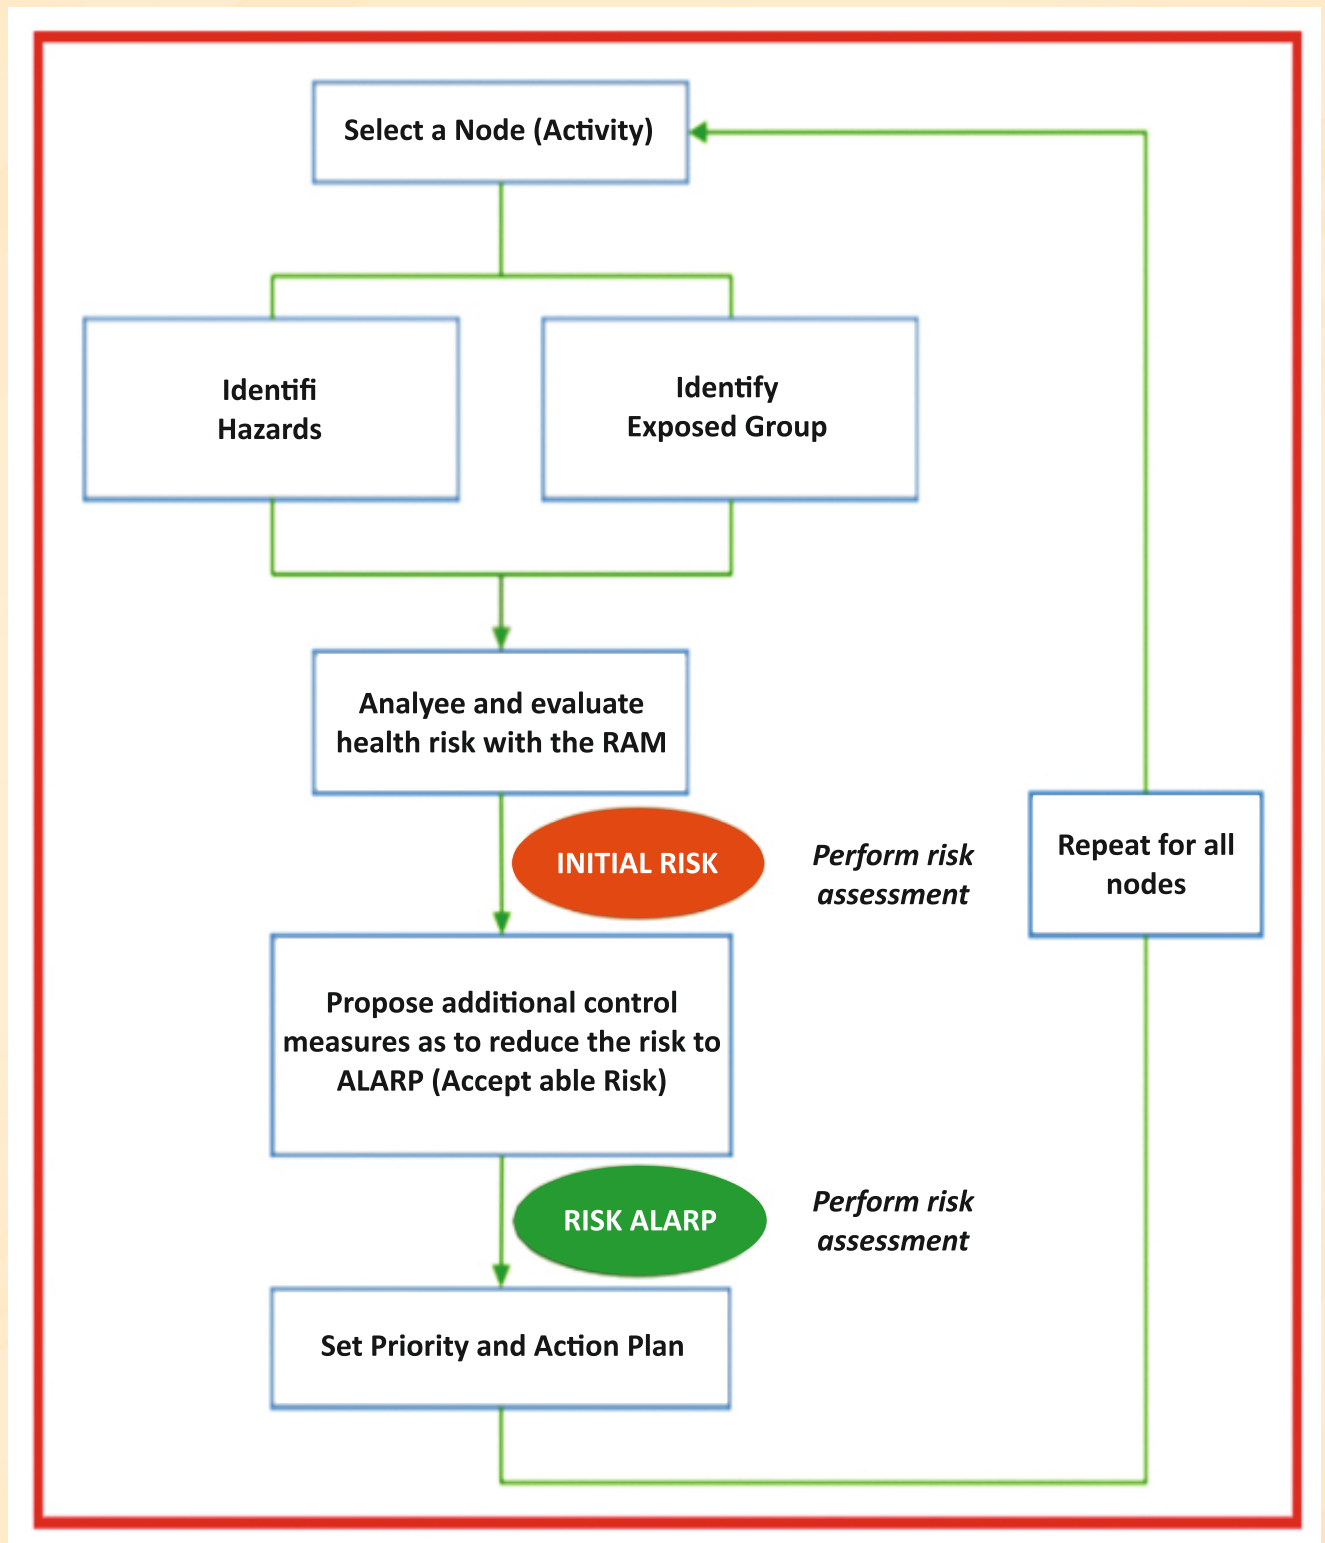 Select a Node (Activity)
Identifi
Hazards
Identify
Exposed Group
Analyee and evaluate
health risk with the RAM
INITIAL RISK
Perform risk
assessment
Repeat for all
nodes
Propose additional control
measures as to reduce the risk to
ALARP (Accept able Risk)
RISK ALARP
Perform risk
assessment
Set Priority and Action Plan